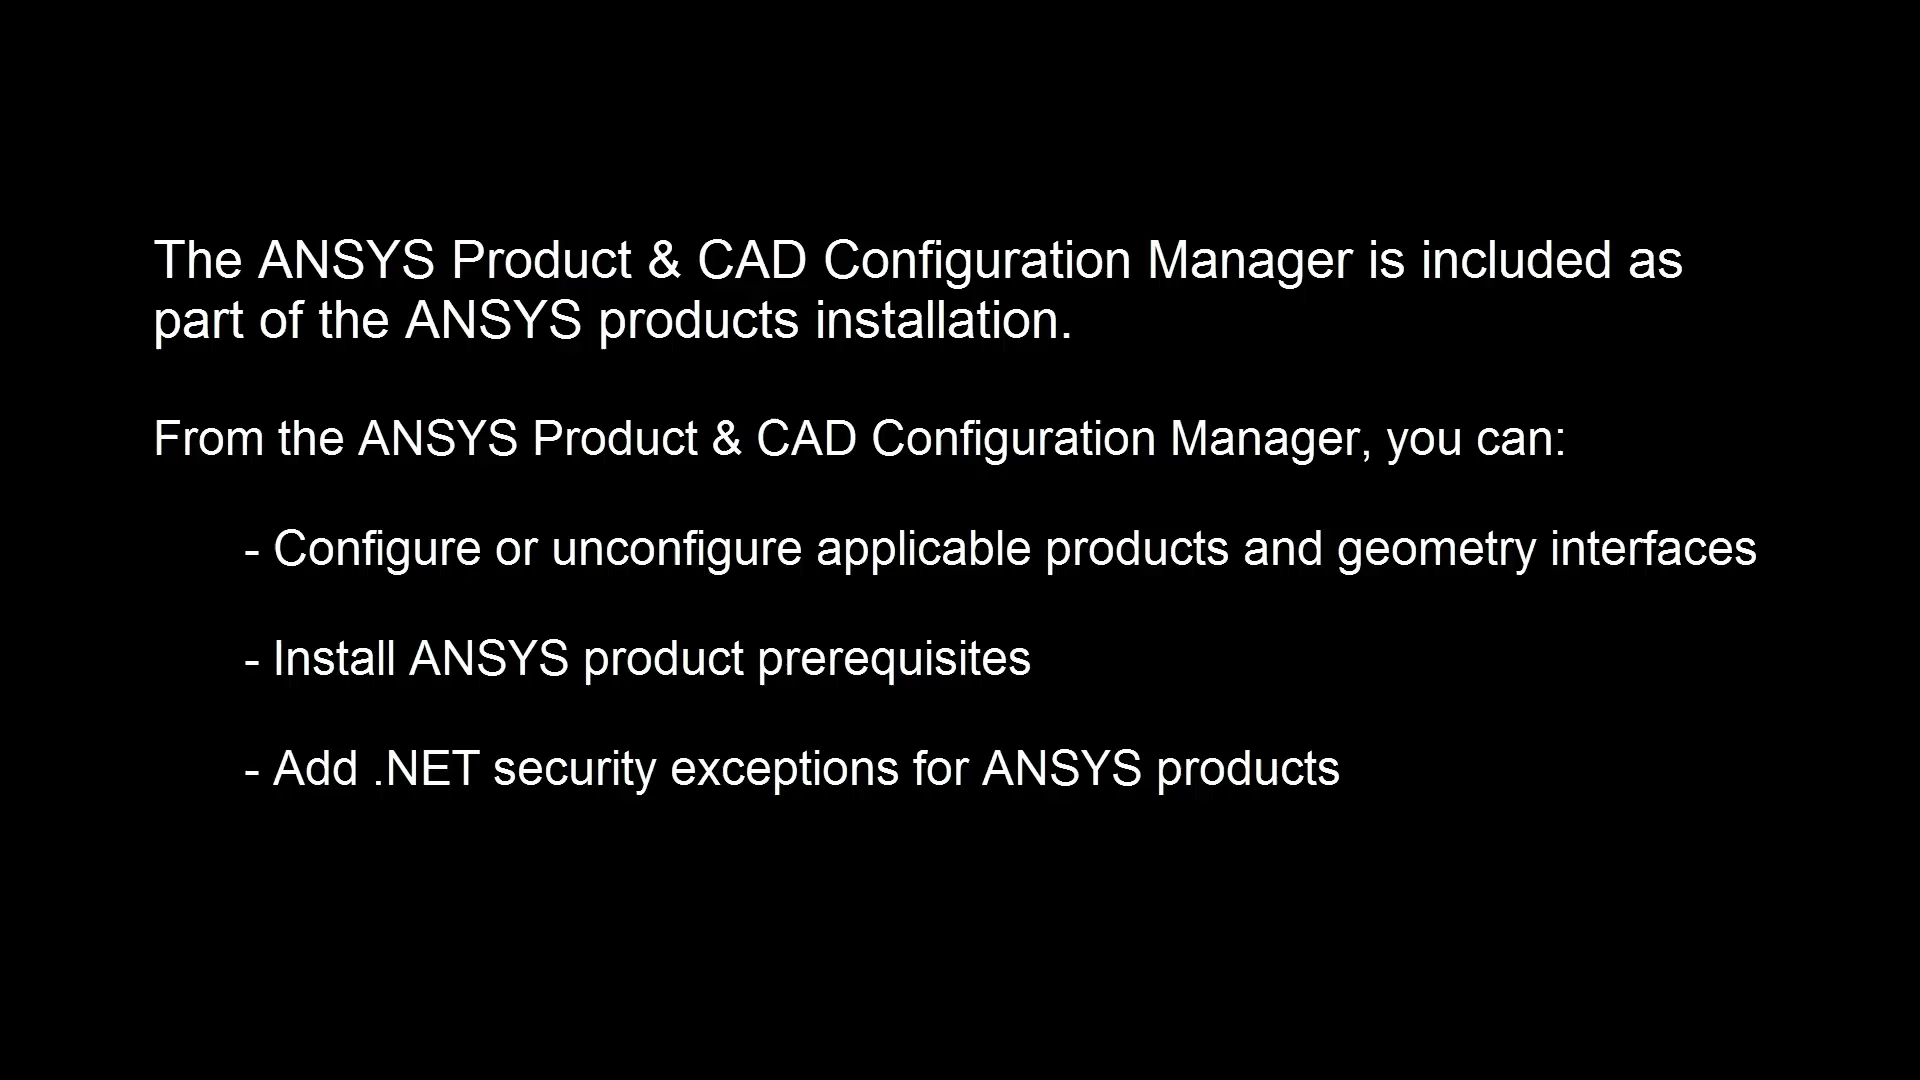 The ANSYS Product & CAD Configuration Manager is included as
part of the ANSYS products installation.
From the ANSYS Product & CAD Configuration Manager, you can:
- Configure or unconfigure applicable products and geometry interfaces
- Install ANSYS product prerequisites
- Add .NET security exceptions for ANSYS products